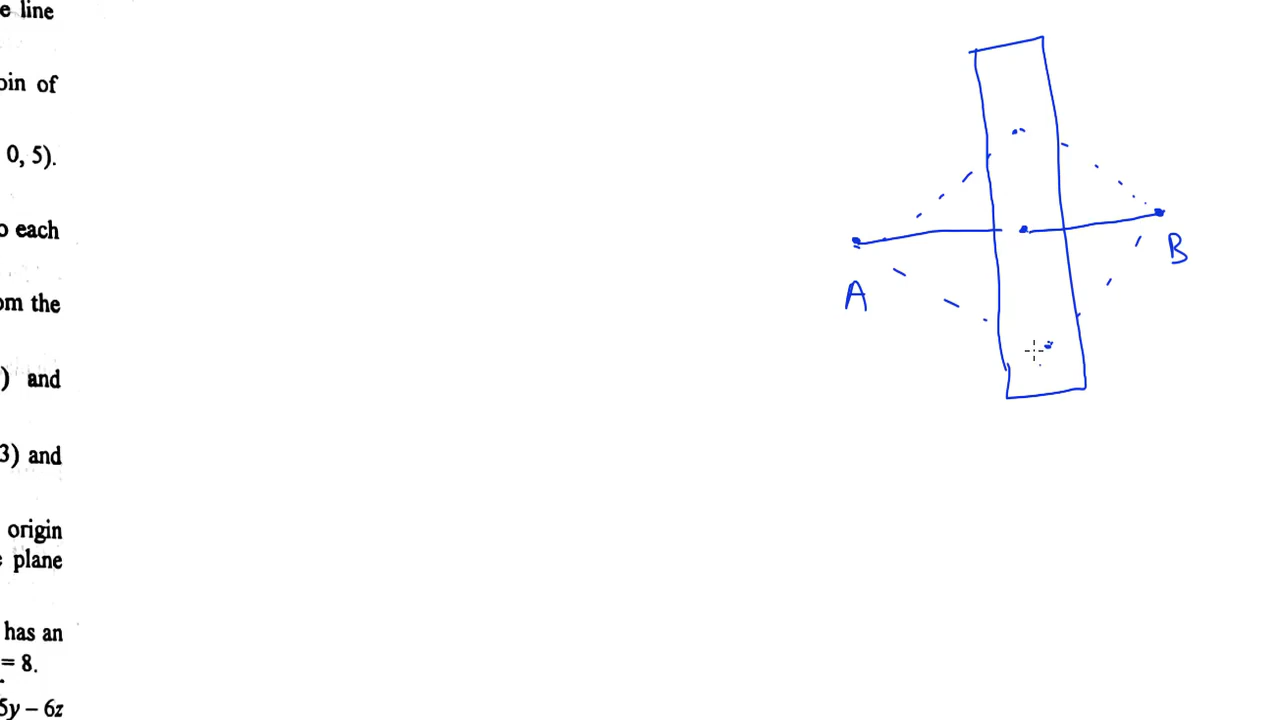 e line
oin of
0, 5).
o each
om the
) and
3) and
origin
plane
has an
= 8.
5y – 6z
A
B